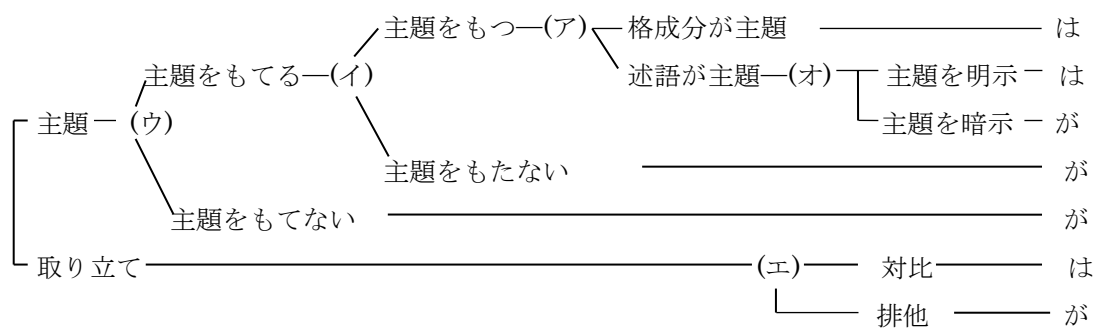 主題をもつ―(ア) 格成分が主題 は
主題をもてる―(イ) 述語が主題―(オ) 主題を明示 は
主題 (ウ) 主題を暗示 が
主題をもたない が
主題をもてない が
取り立て (エ) 対比 は
排他 が